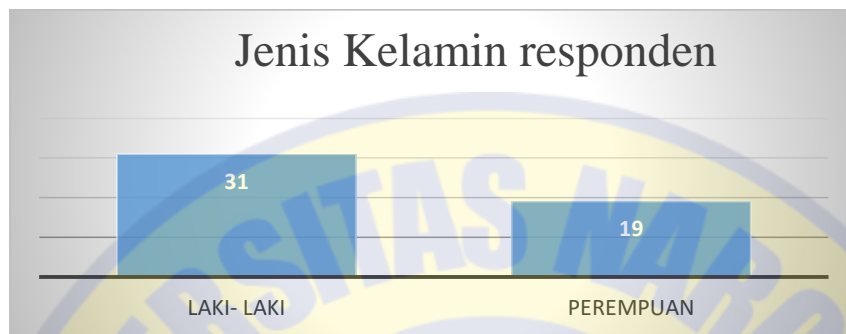 Jenis Kelamin responden
31
19
LAKI- LAKI
PEREMPUAN